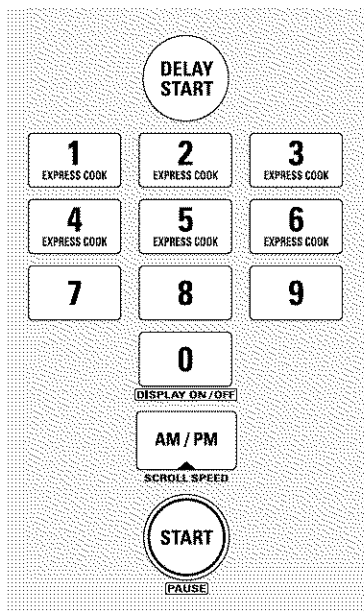 DELAY
START
1 2 3
EXPRESS COOK EXPRESS COOK EXPRESS COOK
4 5 6
EXPRESS COOK EXPRESS COOK EXPRESS COOK
7 8 9
0
DISPLAY ON/OFF
AM / PM
SCROLL SPEED
START
PAUSE